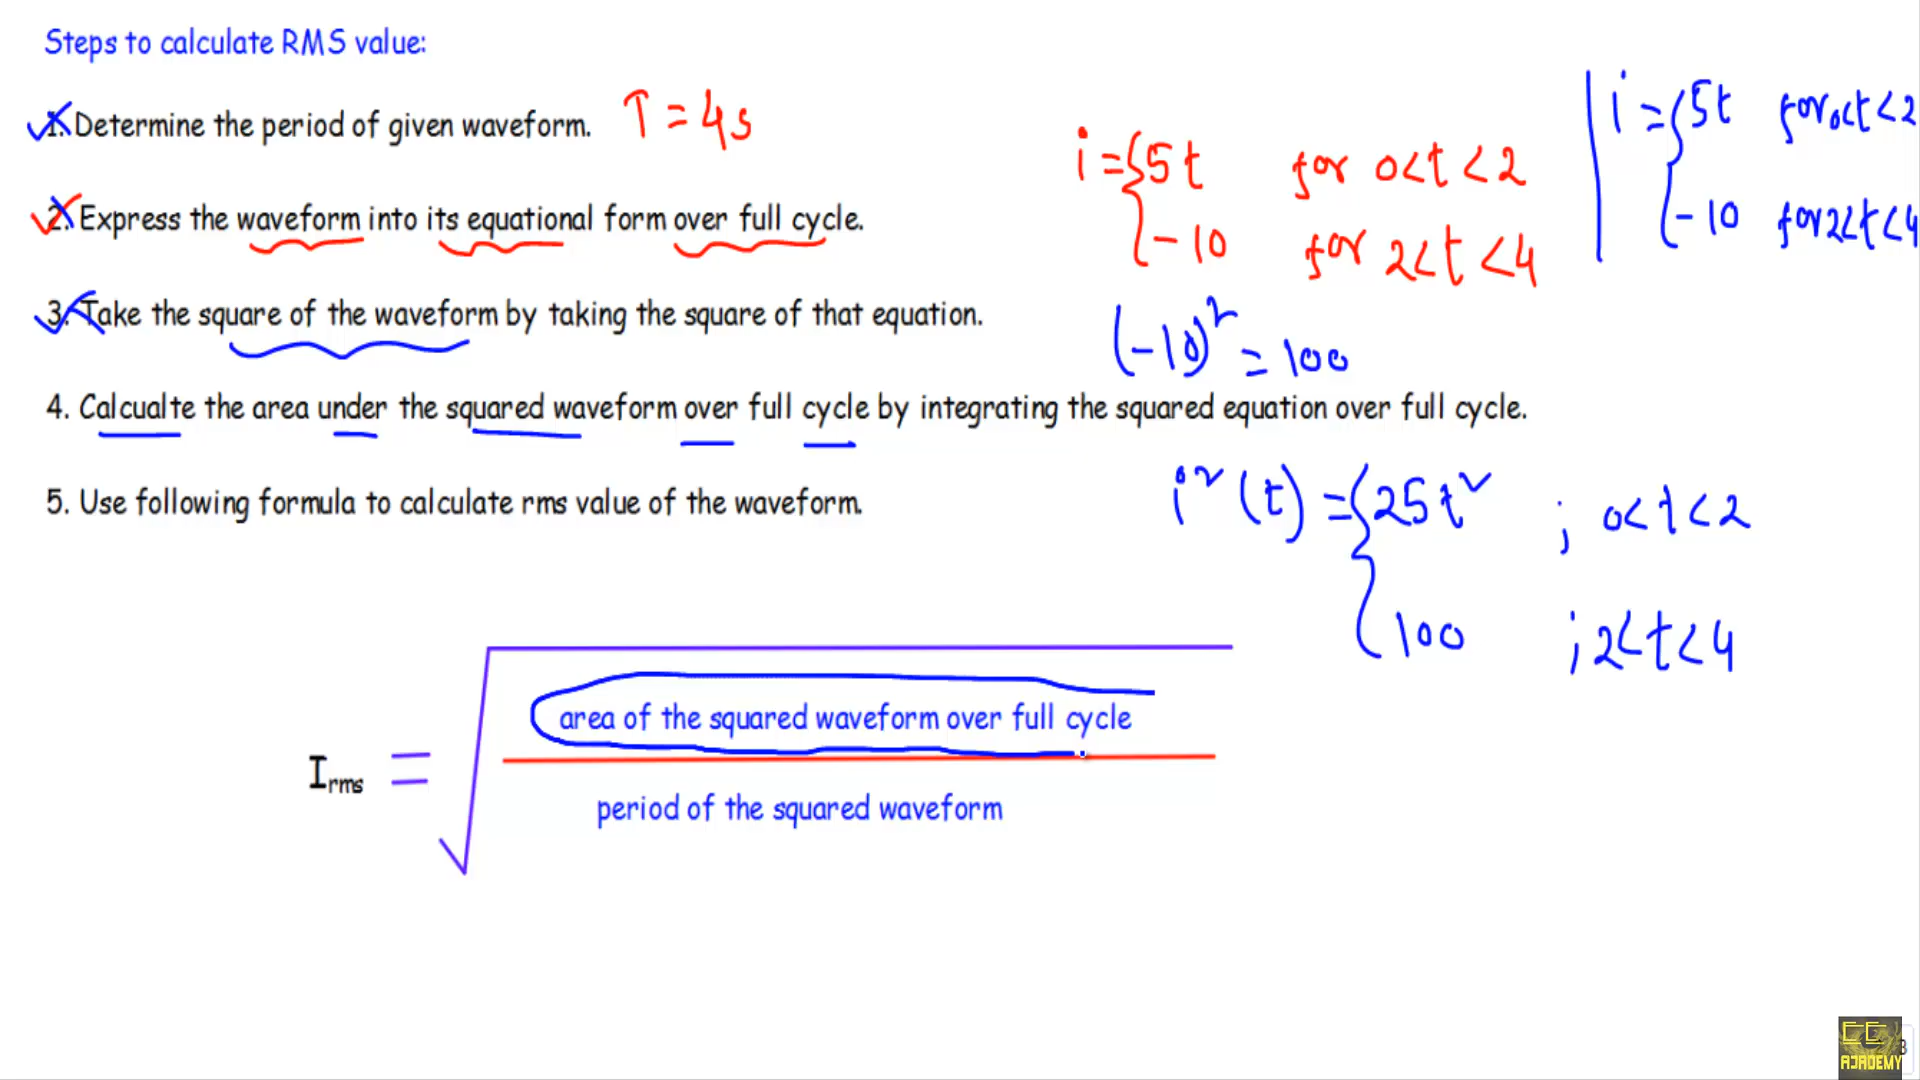 Steps to calculate RMS value:
1. Determine the period of given waveform. T = 4s
i = { 5t for 0<t<2
-10 for 2<t<4
i = { 5t for 0<t<2
-10 for 2<t<4
2. Express the waveform into its equational form over full cycle.
3. Take the square of the waveform by taking the square of that equation.
(-10)² = 100
4. Calcualte the area under the squared waveform over full cycle by integrating the squared equation over full cycle.
5. Use following formula to calculate rms value of the waveform.
i²(t) = { 25t² ; 0<t<2
100 ; 2<t<4
area of the squared waveform over full cycle
Irms = √
period of the squared waveform
EE
ACADEMY